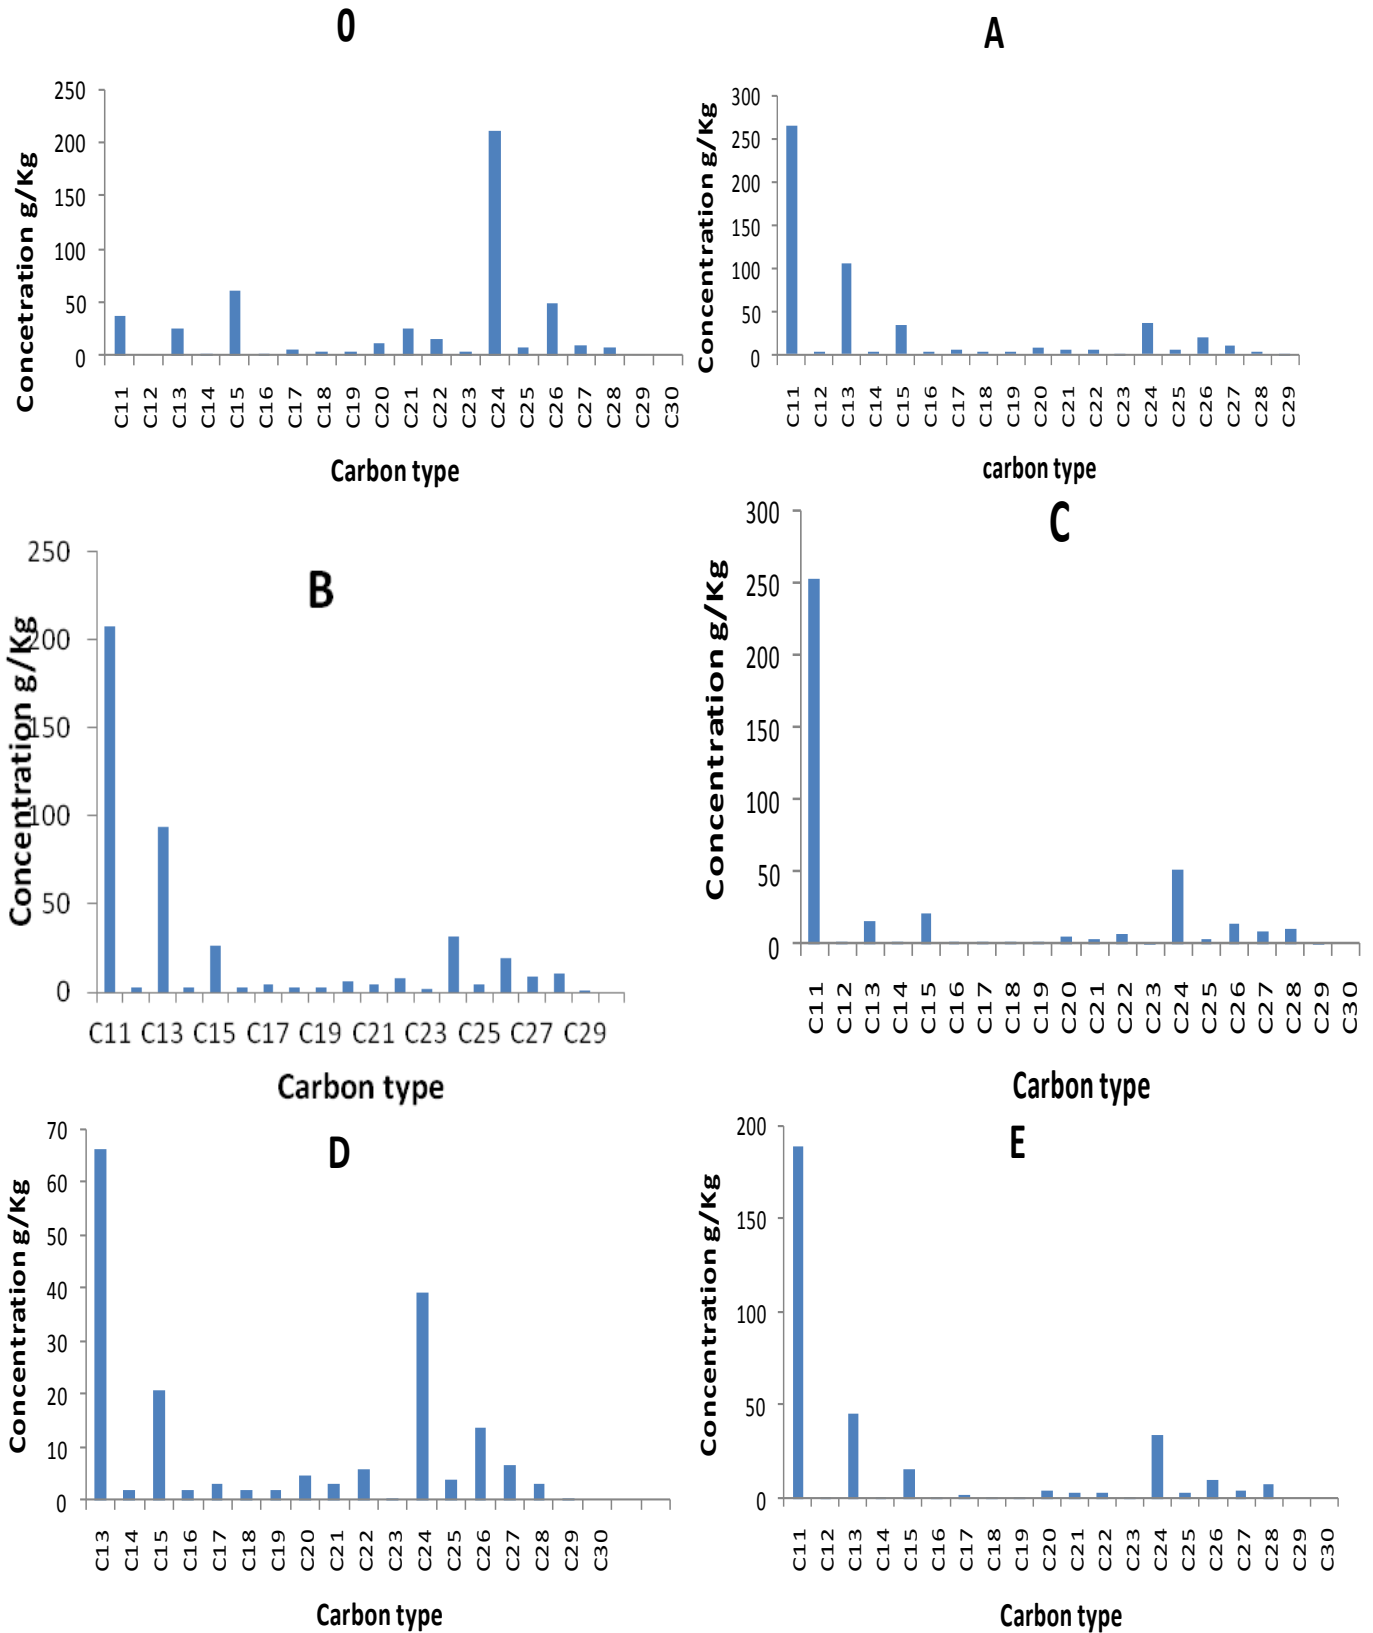 0
250
200
150
100
50
0
Concetration g/Kg
C11 C12 C13 C14 C15 C16 C17 C18 C19 C20 C21 C22 C23 C24 C25 C26 C27 C28 C29 C30
Carbon type
A
300
250
200
150
100
50
0
Concentration g/Kg
C11 C12 C13 C14 C15 C16 C17 C18 C19 C20 C21 C22 C23 C24 C25 C26 C27 C28 C29
carbon type
B
250
200
150
100
50
0
Concentration g/Kg
C11 C13 C15 C17 C19 C21 C23 C25 C27 C29
Carbon type
C
300
250
200
150
100
50
0
Concentration g/Kg
C11 C12 C13 C14 C15 C16 C17 C18 C19 C20 C21 C22 C23 C24 C25 C26 C27 C28 C29 C30
Carbon type
D
70
60
50
40
30
20
10
0
Concentration g/Kg
C13 C14 C15 C16 C17 C18 C19 C20 C21 C22 C23 C24 C25 C26 C27 C28 C29 C30
Carbon type
E
200
150
100
50
0
Concentration g/Kg
C11 C12 C13 C14 C15 C16 C17 C18 C19 C20 C21 C22 C23 C24 C25 C26 C27 C28 C29 C30
Carbon type